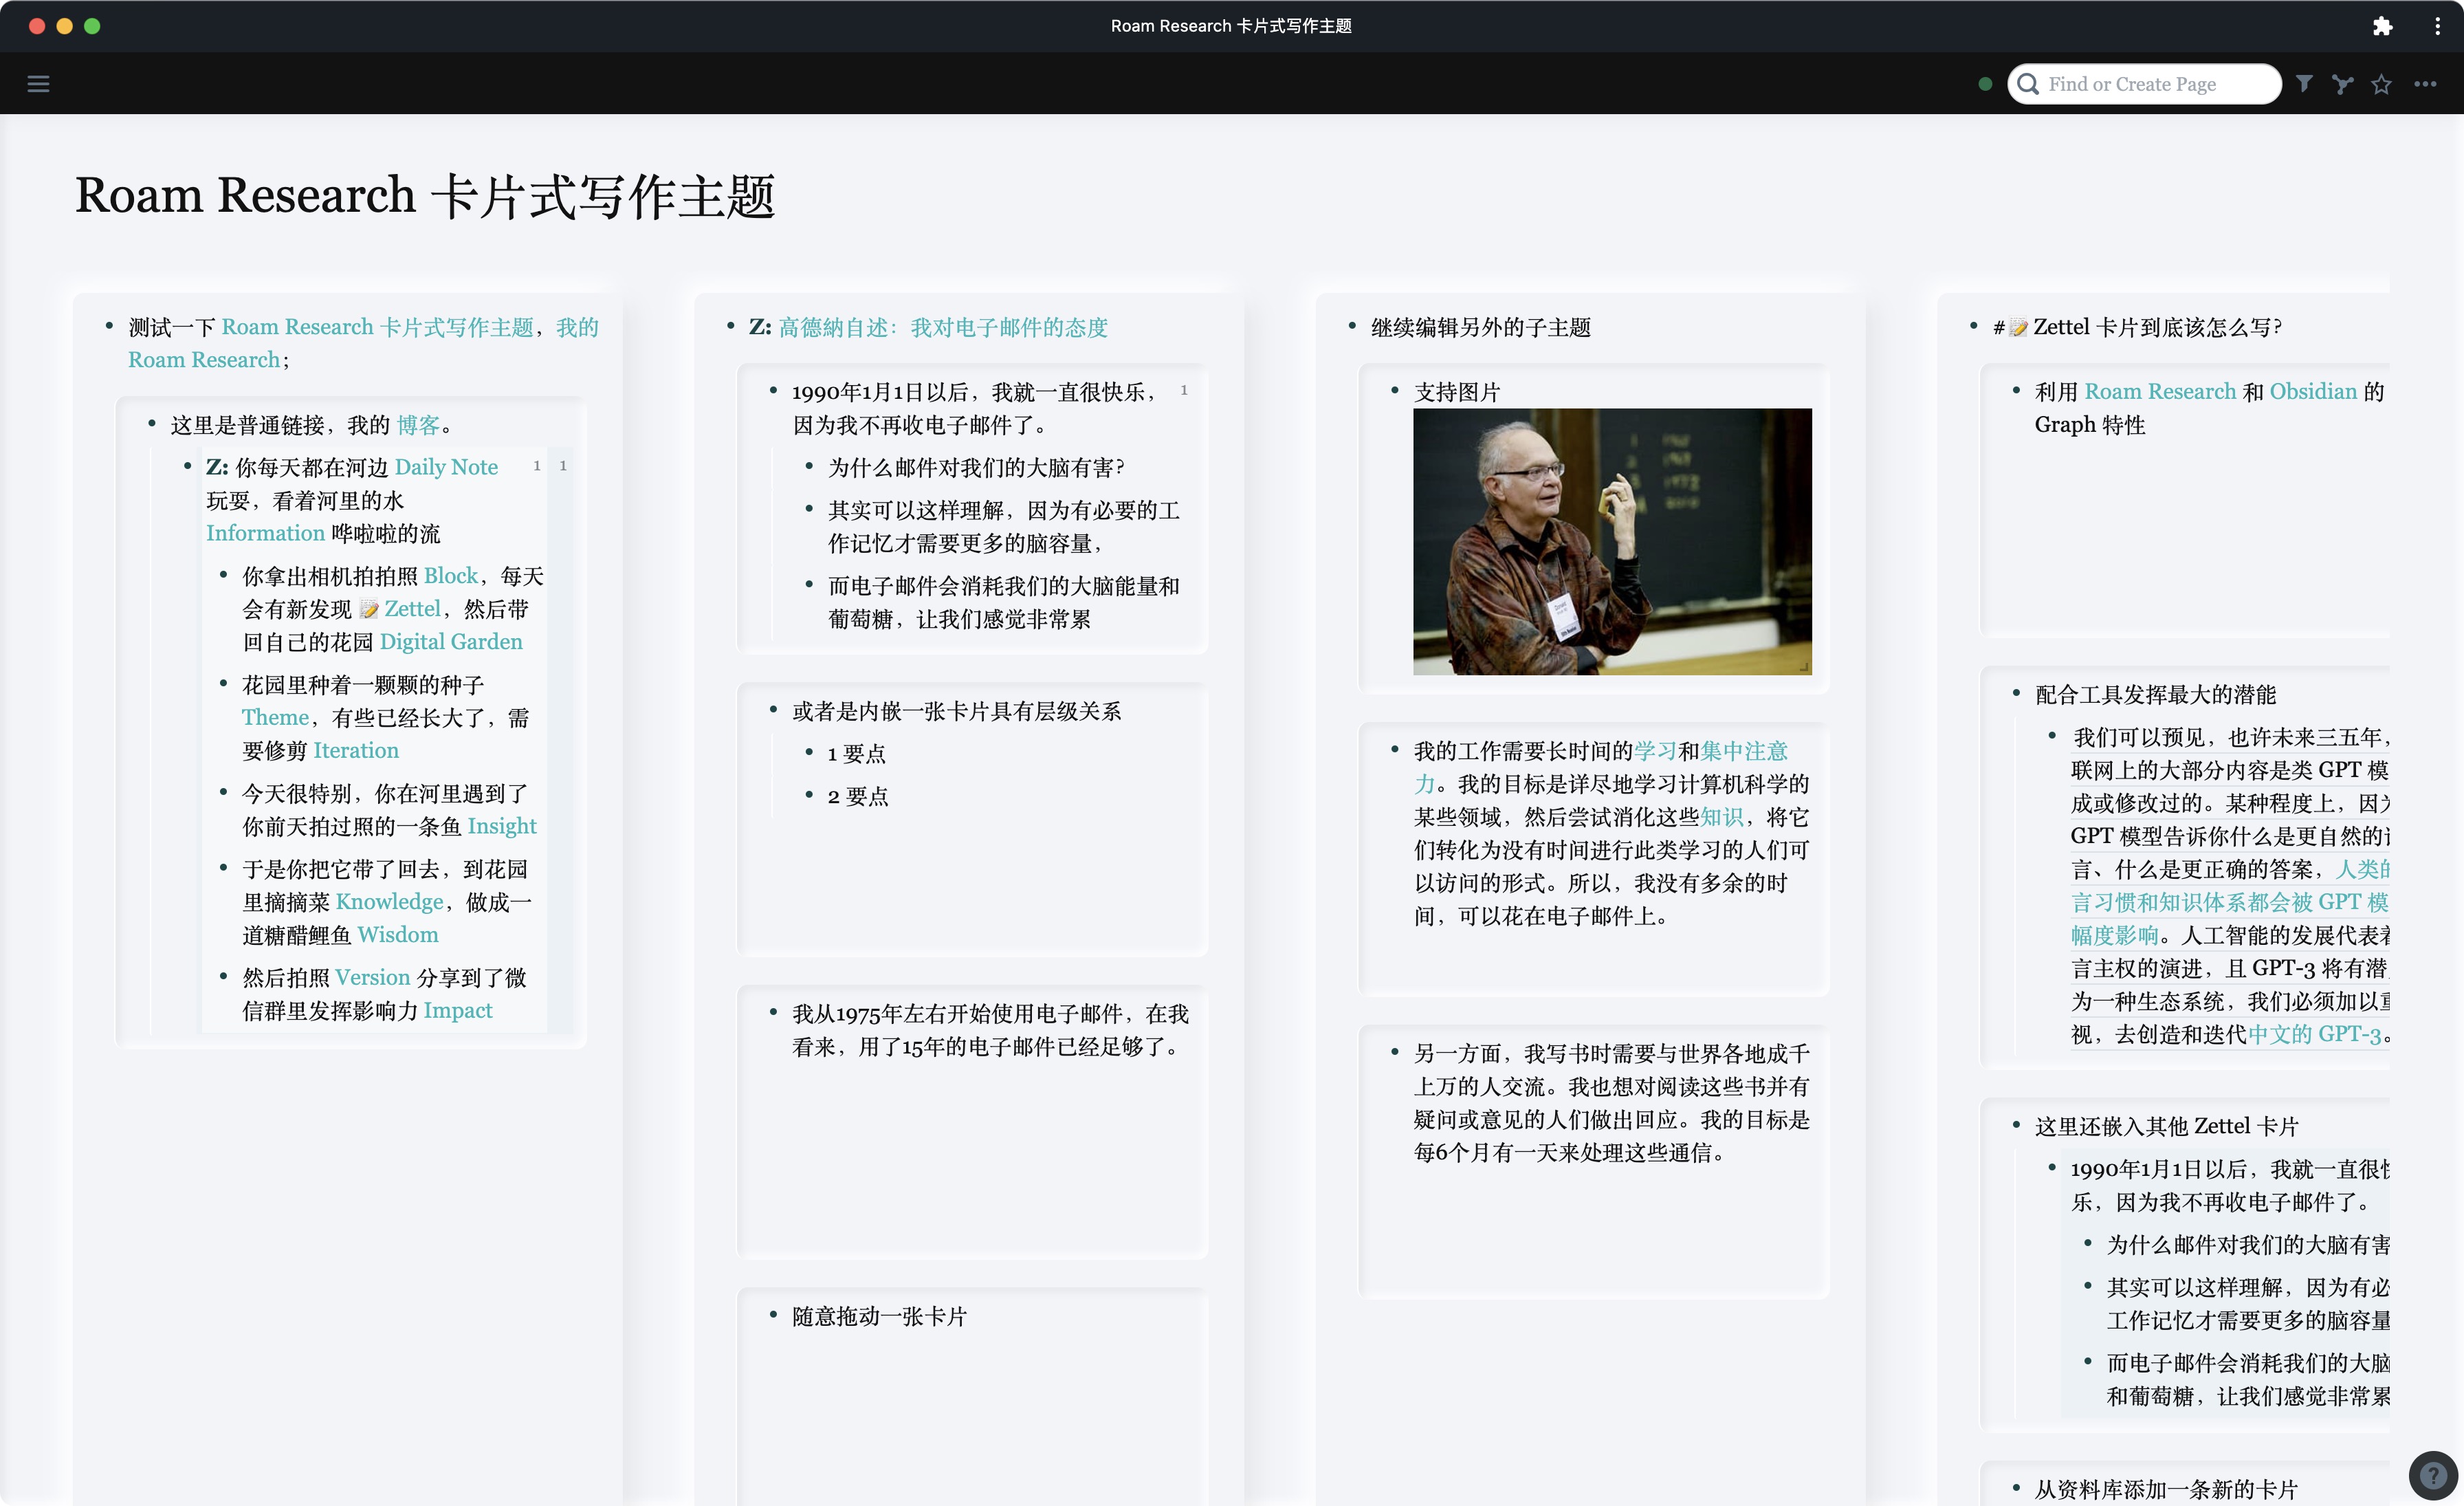 Roam Research 卡片式写作主题
Find or Create Page
Roam Research 卡片式写作主题
测试一下 Roam Research 卡片式写作主题，我的
Roam Research；
这里是普通链接，我的 博客。
Z: 你每天都在河边 Daily Note 1 1
玩耍，看着河里的水
Information 哗啦啦的流
你拿出相机拍拍照 Block，每天
会有新发现 📝 Zettel，然后带
回自己的花园 Digital Garden
花园里种着一颗颗的种子
Theme，有些已经长大了，需
要修剪 Iteration
今天很特别，你在河里遇到了
你前天拍过照的一条鱼 Insight
于是你把它带了回去，到花园
里摘摘菜 Knowledge，做成一
道糖醋鲤鱼 Wisdom
然后拍照 Version 分享到了微
信群里发挥影响力 Impact
Z: 高德納自述：我对电子邮件的态度
1990年1月1日以后，我就一直很快乐， 1
因为我不再收电子邮件了。
为什么邮件对我们的大脑有害？
其实可以这样理解，因为有必要的工
作记忆才需要更多的脑容量，
而电子邮件会消耗我们的大脑能量和
葡萄糖，让我们感觉非常累
或者是内嵌一张卡片具有层级关系
1 要点
2 要点
我从1975年左右开始使用电子邮件，在我
看来，用了15年的电子邮件已经足够了。
随意拖动一张卡片
继续编辑另外的子主题
支持图片
我的工作需要长时间的学习和集中注意
力。我的目标是详尽地学习计算机科学的
某些领域，然后尝试消化这些知识，将它
们转化为没有时间进行此类学习的人们可
以访问的形式。所以，我没有多余的时
间，可以花在电子邮件上。
另一方面，我写书时需要与世界各地成千
上万的人交流。我也想对阅读这些书并有
疑问或意见的人们做出回应。我的目标是
每6个月有一天来处理这些通信。
#📝 Zettel 卡片到底该怎么写？
利用 Roam Research 和 Obsidian 的
Graph 特性
配合工具发挥最大的潜能
我们可以预见，也许未来三五年，
联网上的大部分内容是类 GPT 模
成或修改过的。某种程度上，因为
GPT 模型告诉你什么是更自然的
言、什么是更正确的答案，人类的
言习惯和知识体系都会被 GPT 模
幅度影响。人工智能的发展代表着
言主权的演进，且 GPT-3 将有潜
为一种生态系统，我们必须加以重
视，去创造和迭代中文的 GPT-3。
这里还嵌入其他 Zettel 卡片
1990年1月1日以后，我就一直很快
乐，因为我不再收电子邮件了。
为什么邮件对我们的大脑有害
其实可以这样理解，因为有必
工作记忆才需要更多的脑容量
而电子邮件会消耗我们的大脑
和葡萄糖，让我们感觉非常累
从资料库添加一条新的卡片